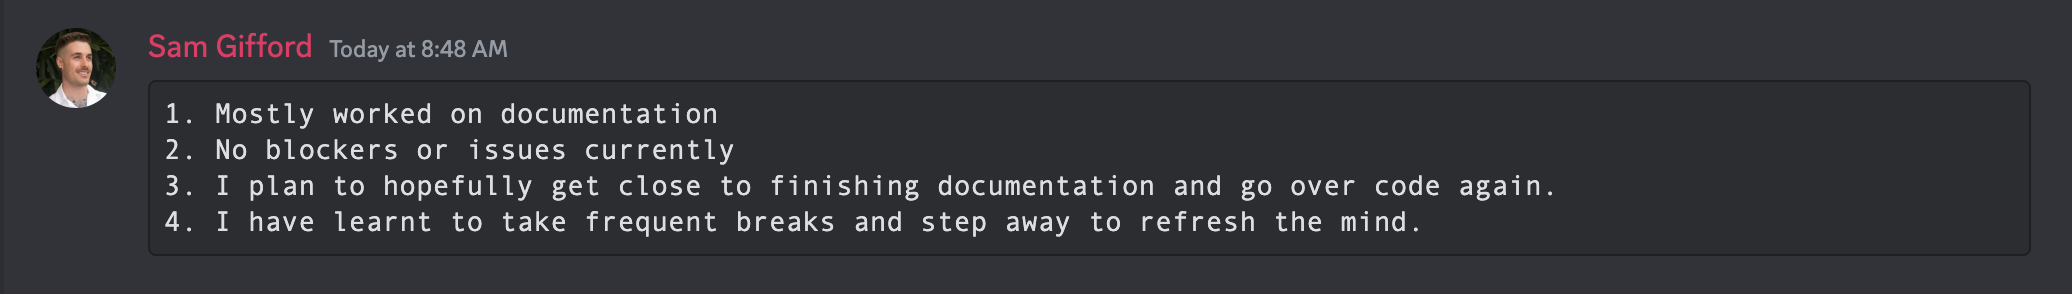 Sam Gifford Today at 8:48 AM
1. Mostly worked on documentation
2. No blockers or issues currently
3. I plan to hopefully get close to finishing documentation and go over code again.
4. I have learnt to take frequent breaks and step away to refresh the mind.